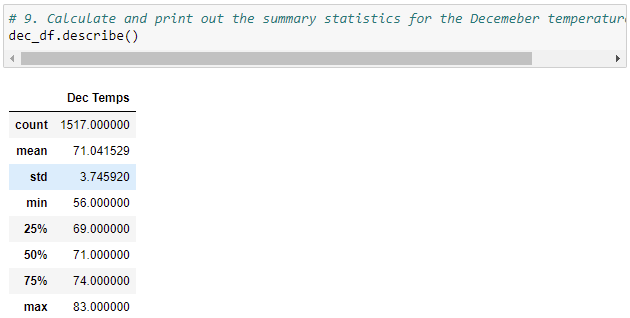 # 9. Calculate and print out the summary statistics for the Decemeber temperatur
dec_df.describe()
Dec Temps
count 1517.000000
mean 71.041529
std 3.745920
min 56.000000
25% 69.000000
50% 71.000000
75% 74.000000
max 83.000000